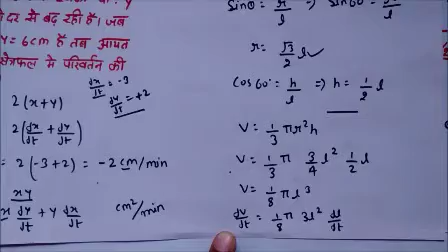 दर से बढ़ रही है। जब
y = 6cm है तब आयत
क्षेत्रफल में परिवर्तन की
dx/dt = -3
dy/dt = +2
2(x+y)
2(dx/dt + dy/dt)
= 2(-3+2) = -2 cm/min
xy
x dy/dt + y dx/dt cm²/min
sinθ = r/l ⇒ sin60°
r = √3/2 l
cos60° = h/l ⇒ h = 1/2 l
V = 1/3 πr²h
V = 1/3 π 3/4 l² 1/2 l
V = 1/8 π l³
dv/dt = 1/8 π 3l² dl/dt